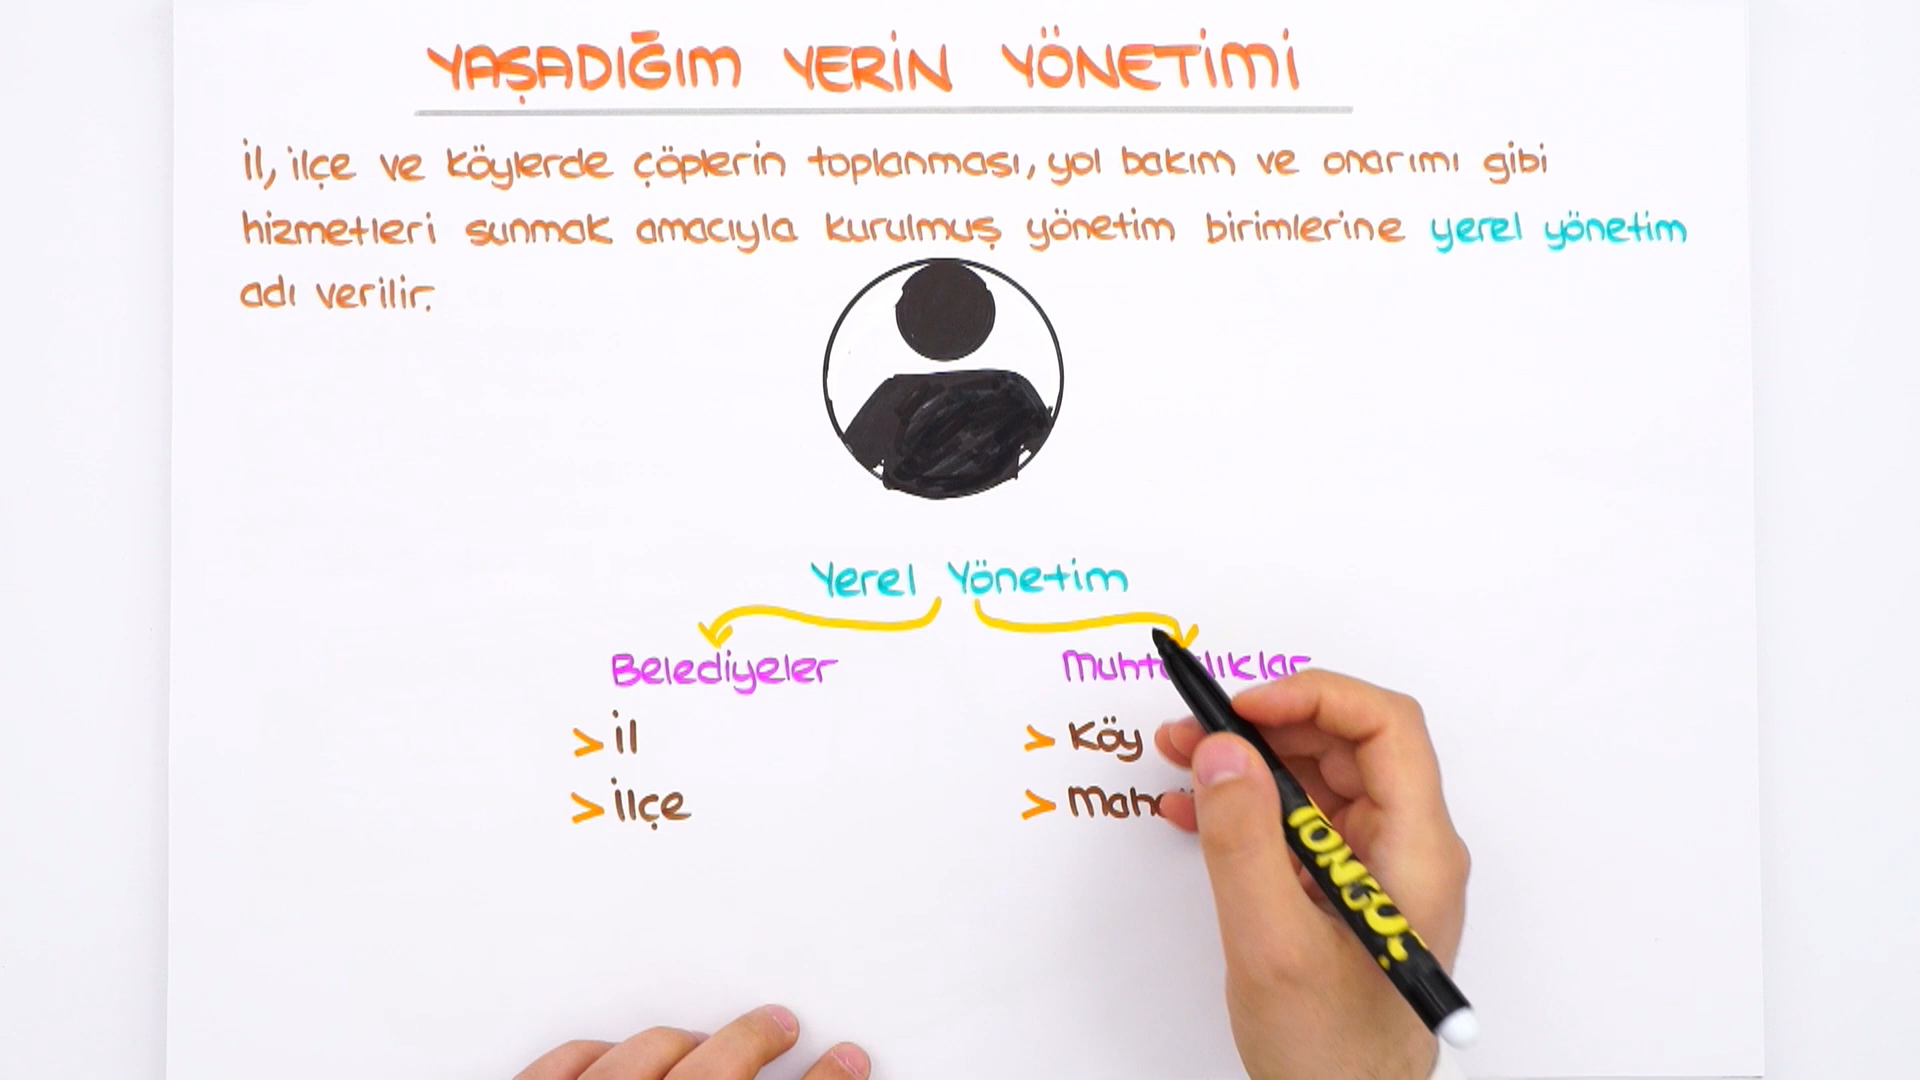 YAŞADIĞIM YERİN YÖNETİMİ
İl, ilçe ve köylerde çöplerin toplanması, yol bakım ve onarımı gibi
hizmetleri sunmak amacıyla kurulmuş yönetim birimlerine yerel yönetim
adı verilir.
Yerel Yönetim
Belediyeler
> İl
> İlçe
> Köy
TONGUÇ